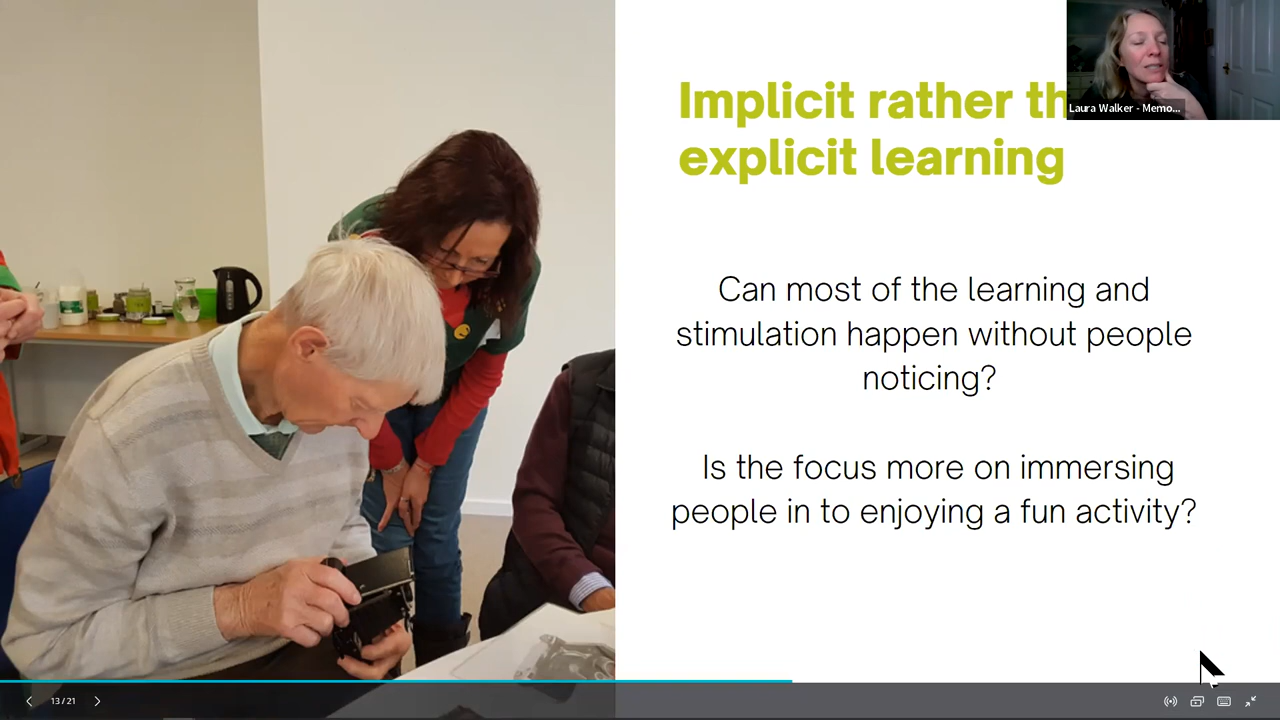 Implicit rather th
explicit learning
Laura Walker - Memo...
Can most of the learning and
stimulation happen without people
noticing?
Is the focus more on immersing
people in to enjoying a fun activity?
13 / 21